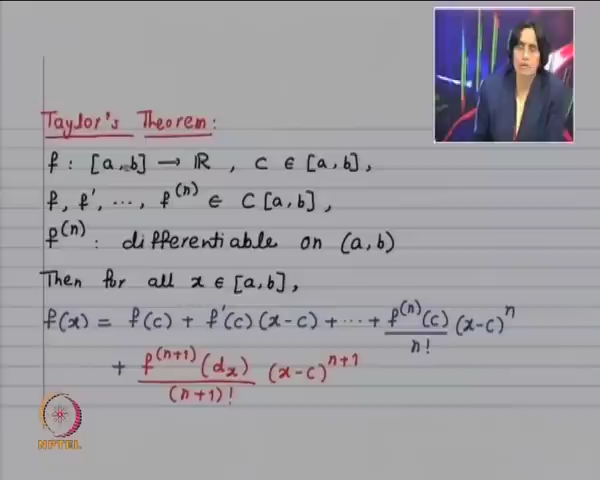 Taylor's Theorem:
f : [a,b] → ℝ , c ∈ [a,b],
f, f', ..., f^(n) ∈ C[a,b],
f^(n) : differentiable on (a,b)
Then for all x ∈ [a,b],
f(x) = f(c) + f'(c)(x-c) + ... + f^(n)(c)/n! (x-c)^n
+ f^(n+1)(d_x)/(n+1)! (x-c)^(n+1)
NPTEL